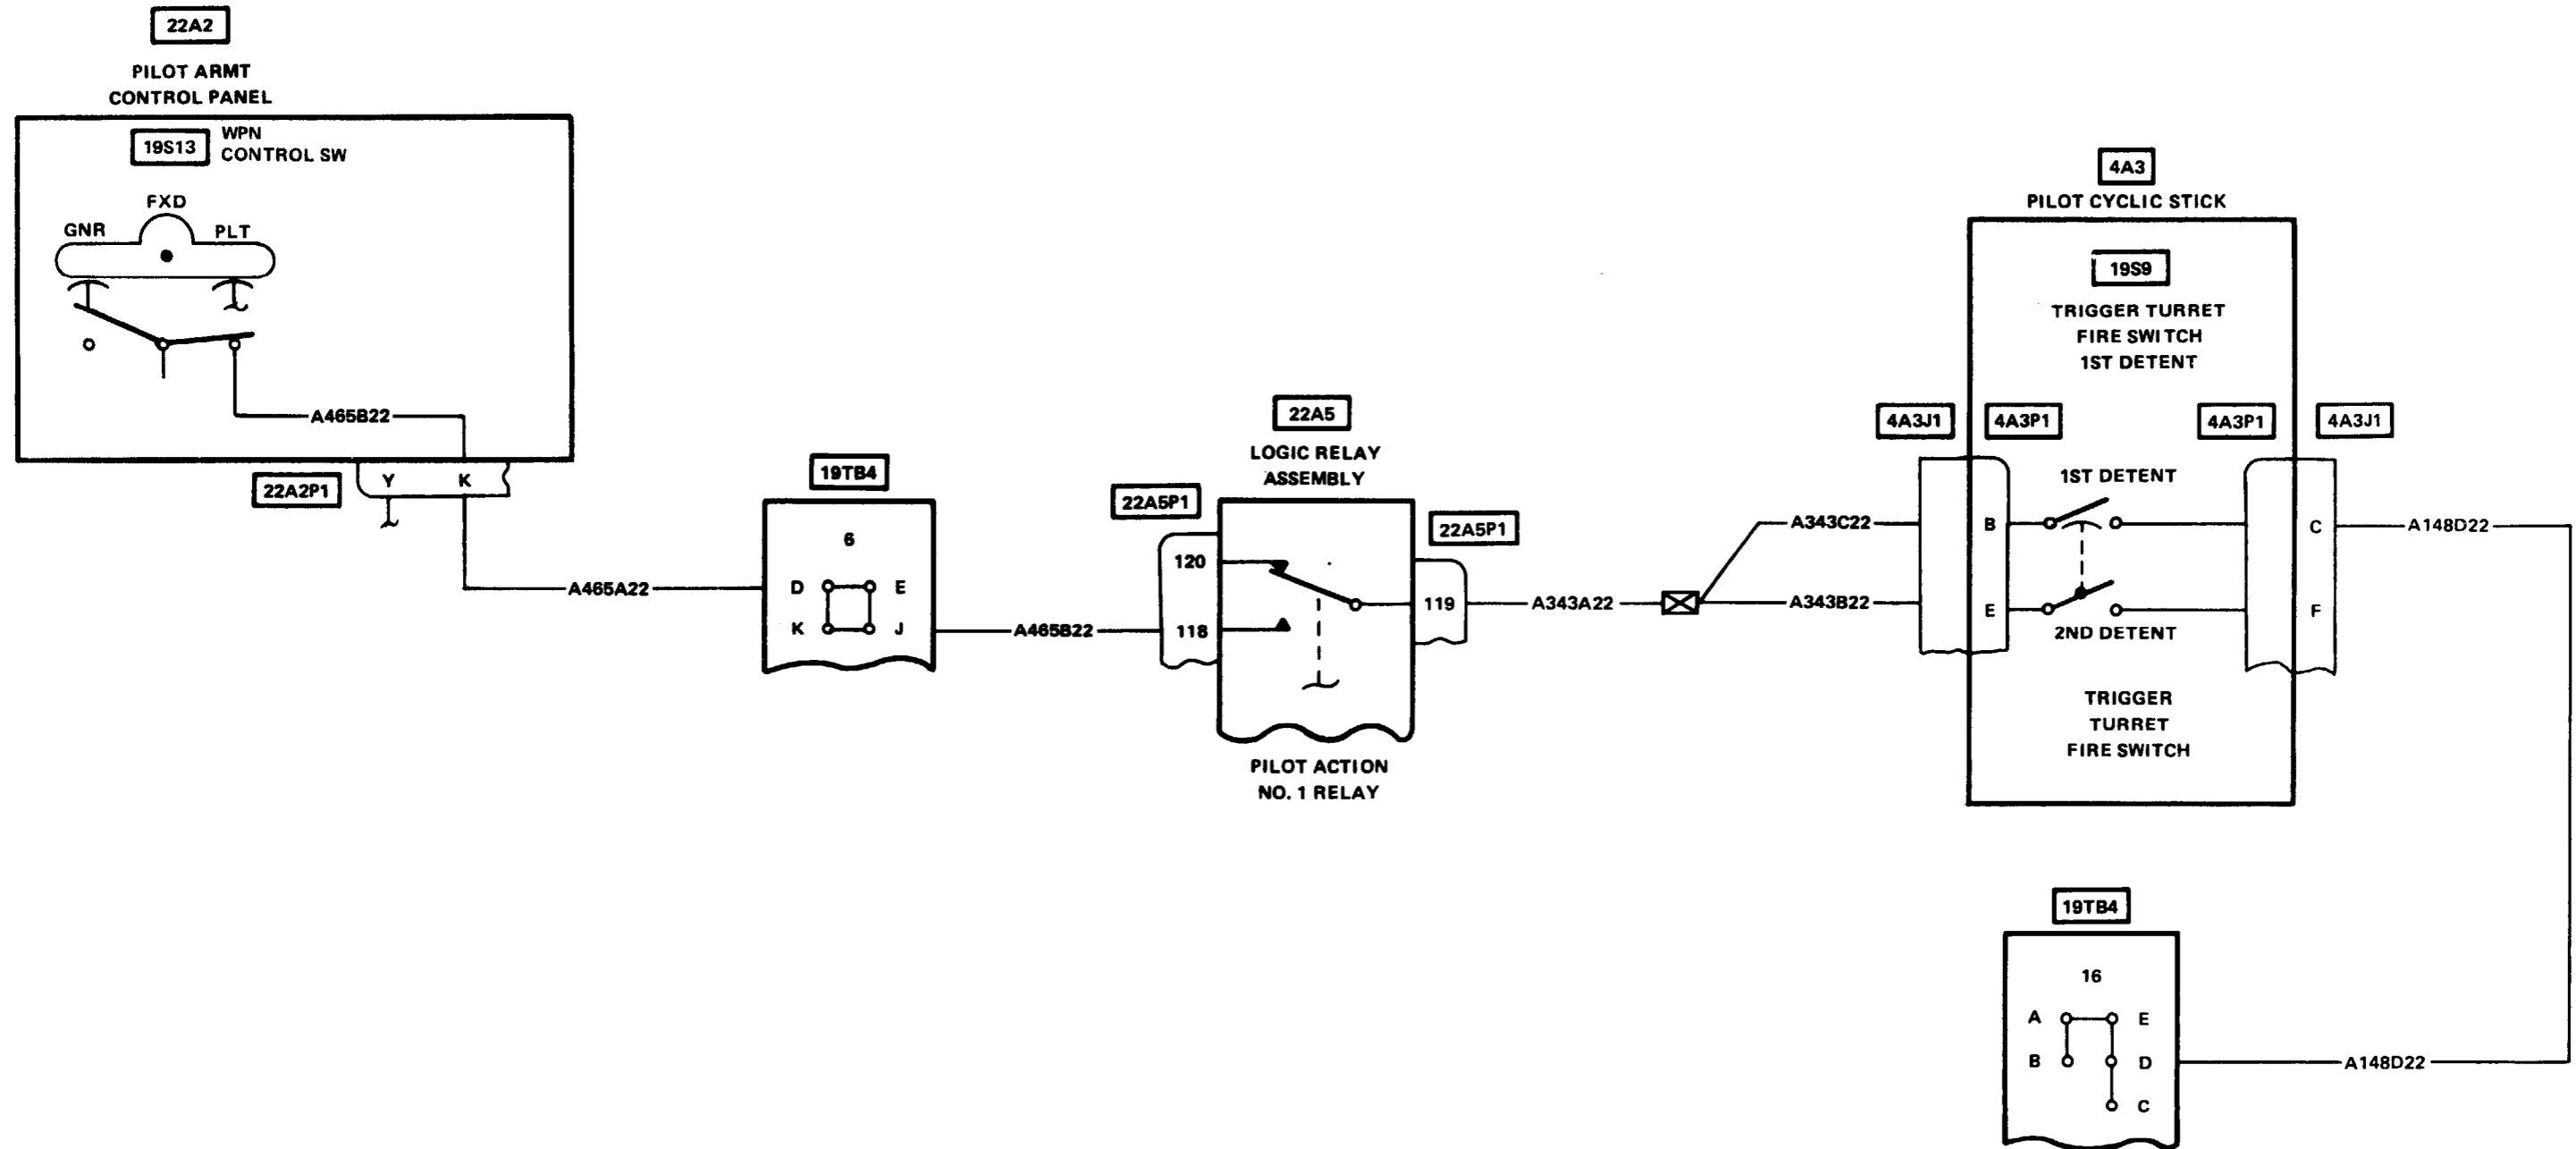 22A2
PILOT ARMT
CONTROL PANEL
19S13
WPN
CONTROL SW
FXD
GNR
PLT
A465B22
22A2P1
Y
K
A465A22
19TB4
6
D
E
K
J
A465B22
22A5
LOGIC RELAY
ASSEMBLY
22A5P1
22A5P1
120
118
119
PILOT ACTION
NO. 1 RELAY
A343A22
A343C22
A343B22
4A3
PILOT CYCLIC STICK
19S9
TRIGGER TURRET
FIRE SWITCH
1ST DETENT
4A3J1
4A3P1
4A3P1
4A3J1
1ST DETENT
B
C
E
F
2ND DETENT
TRIGGER
TURRET
FIRE SWITCH
A148D22
19TB4
16
A
E
B
D
C
A148D22